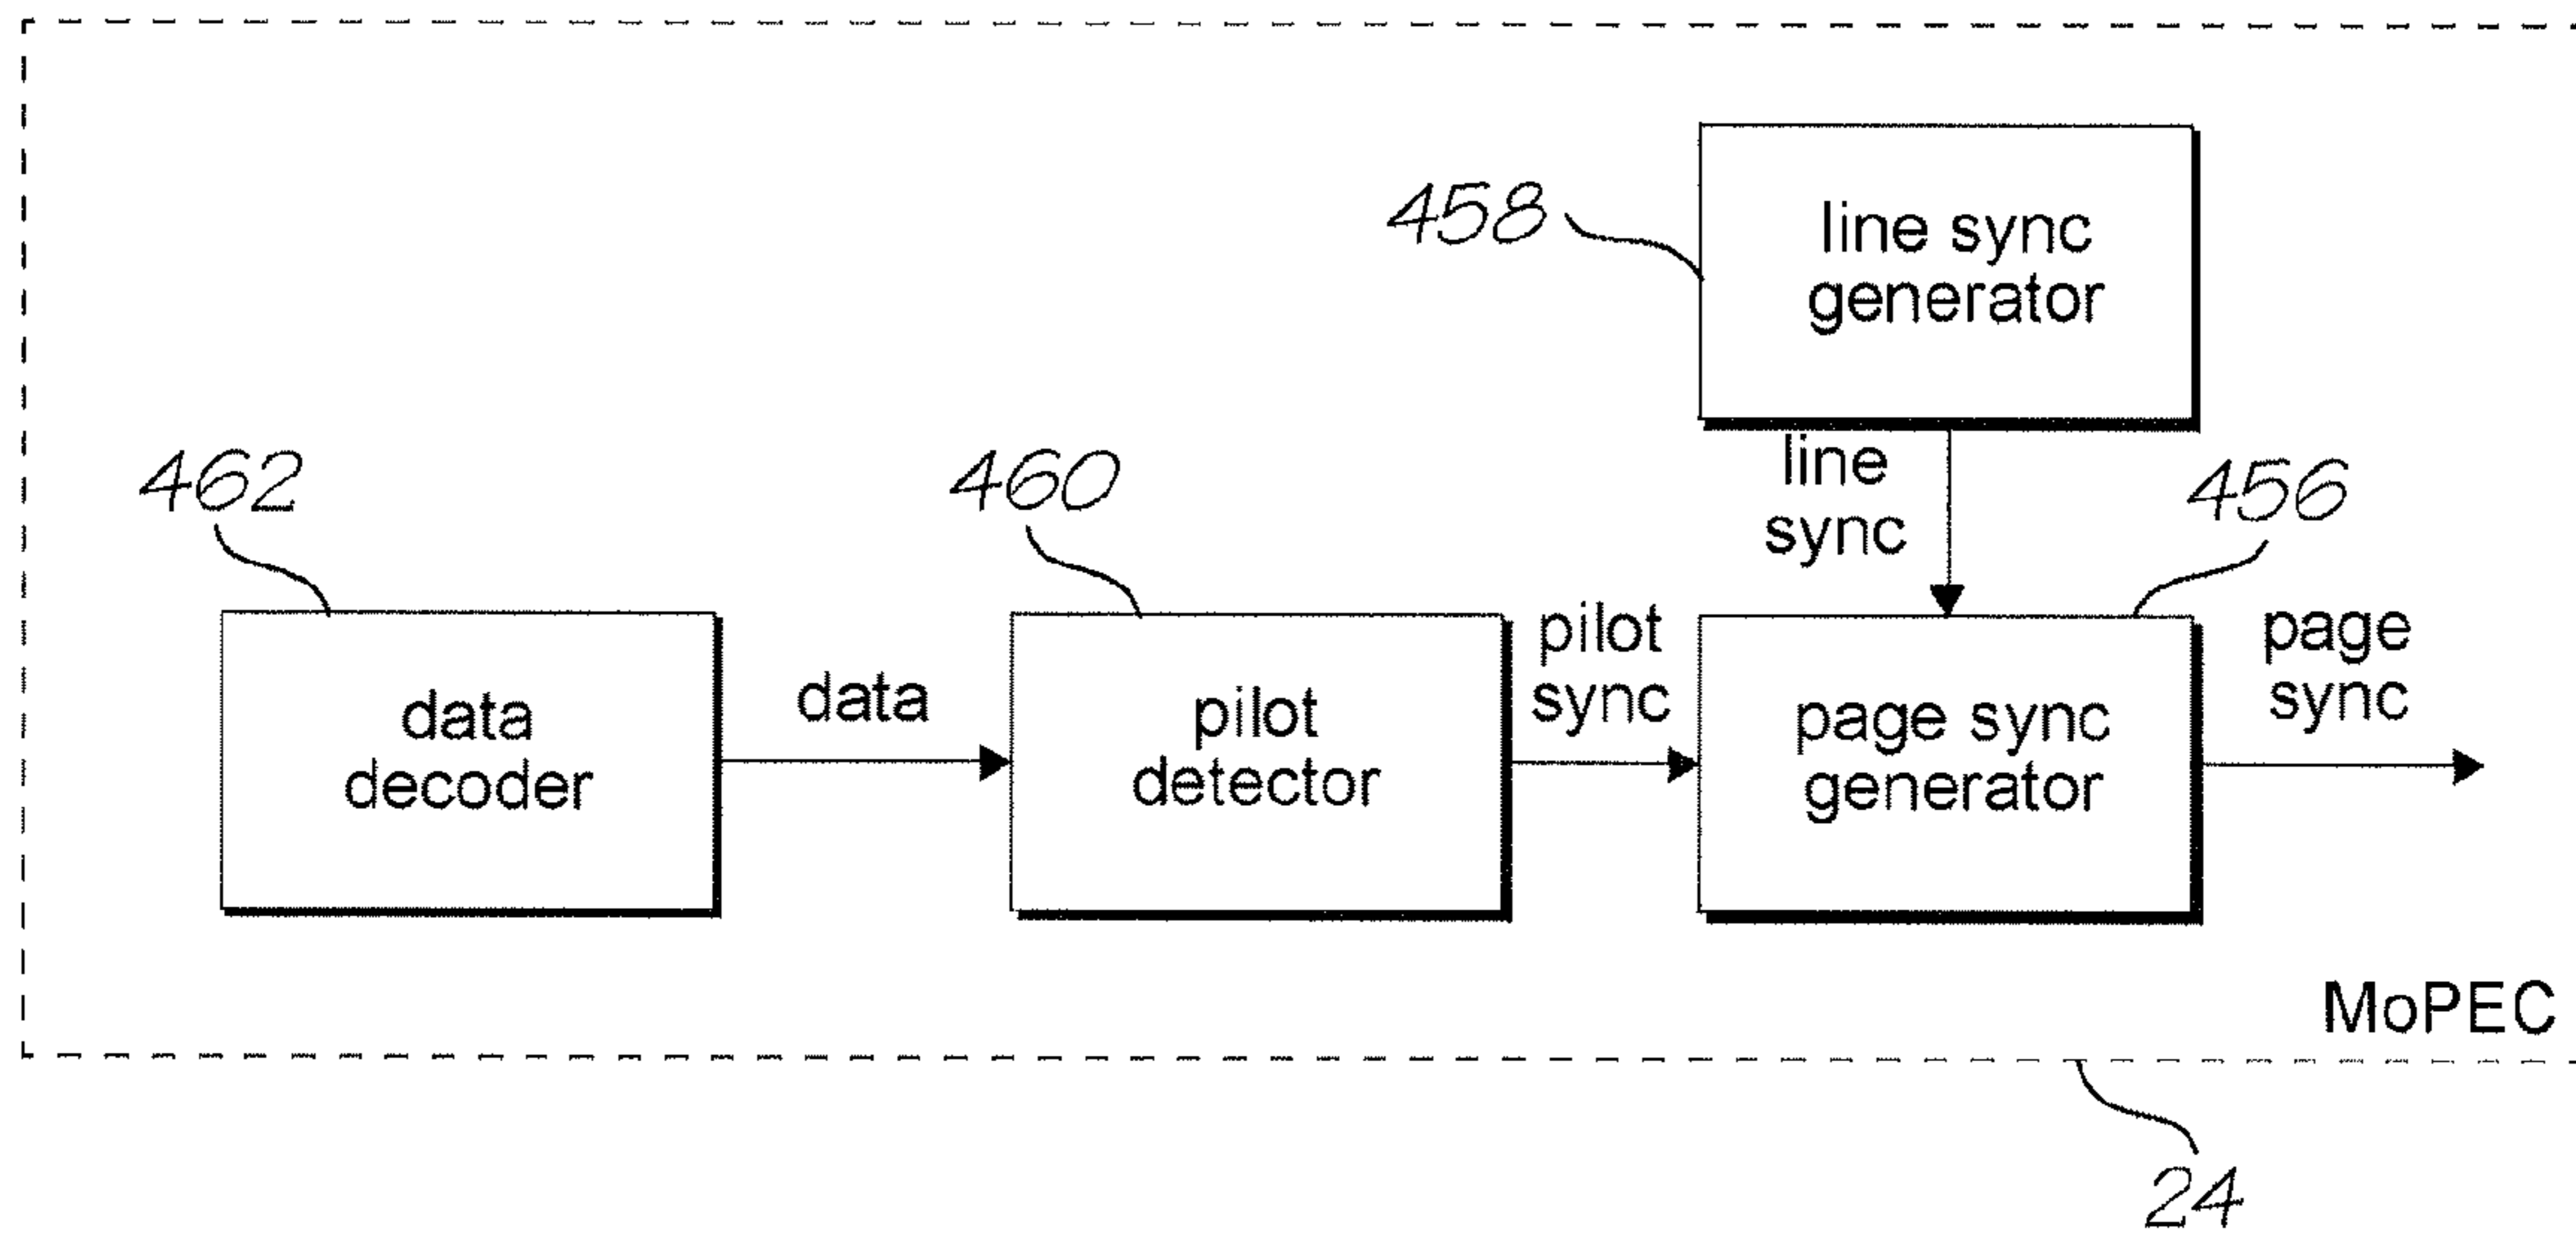 458
line sync
generator
line
sync
462
460
456
data
decoder
data
pilot
detector
pilot
sync
page sync
generator
page
sync
MoPEC
24